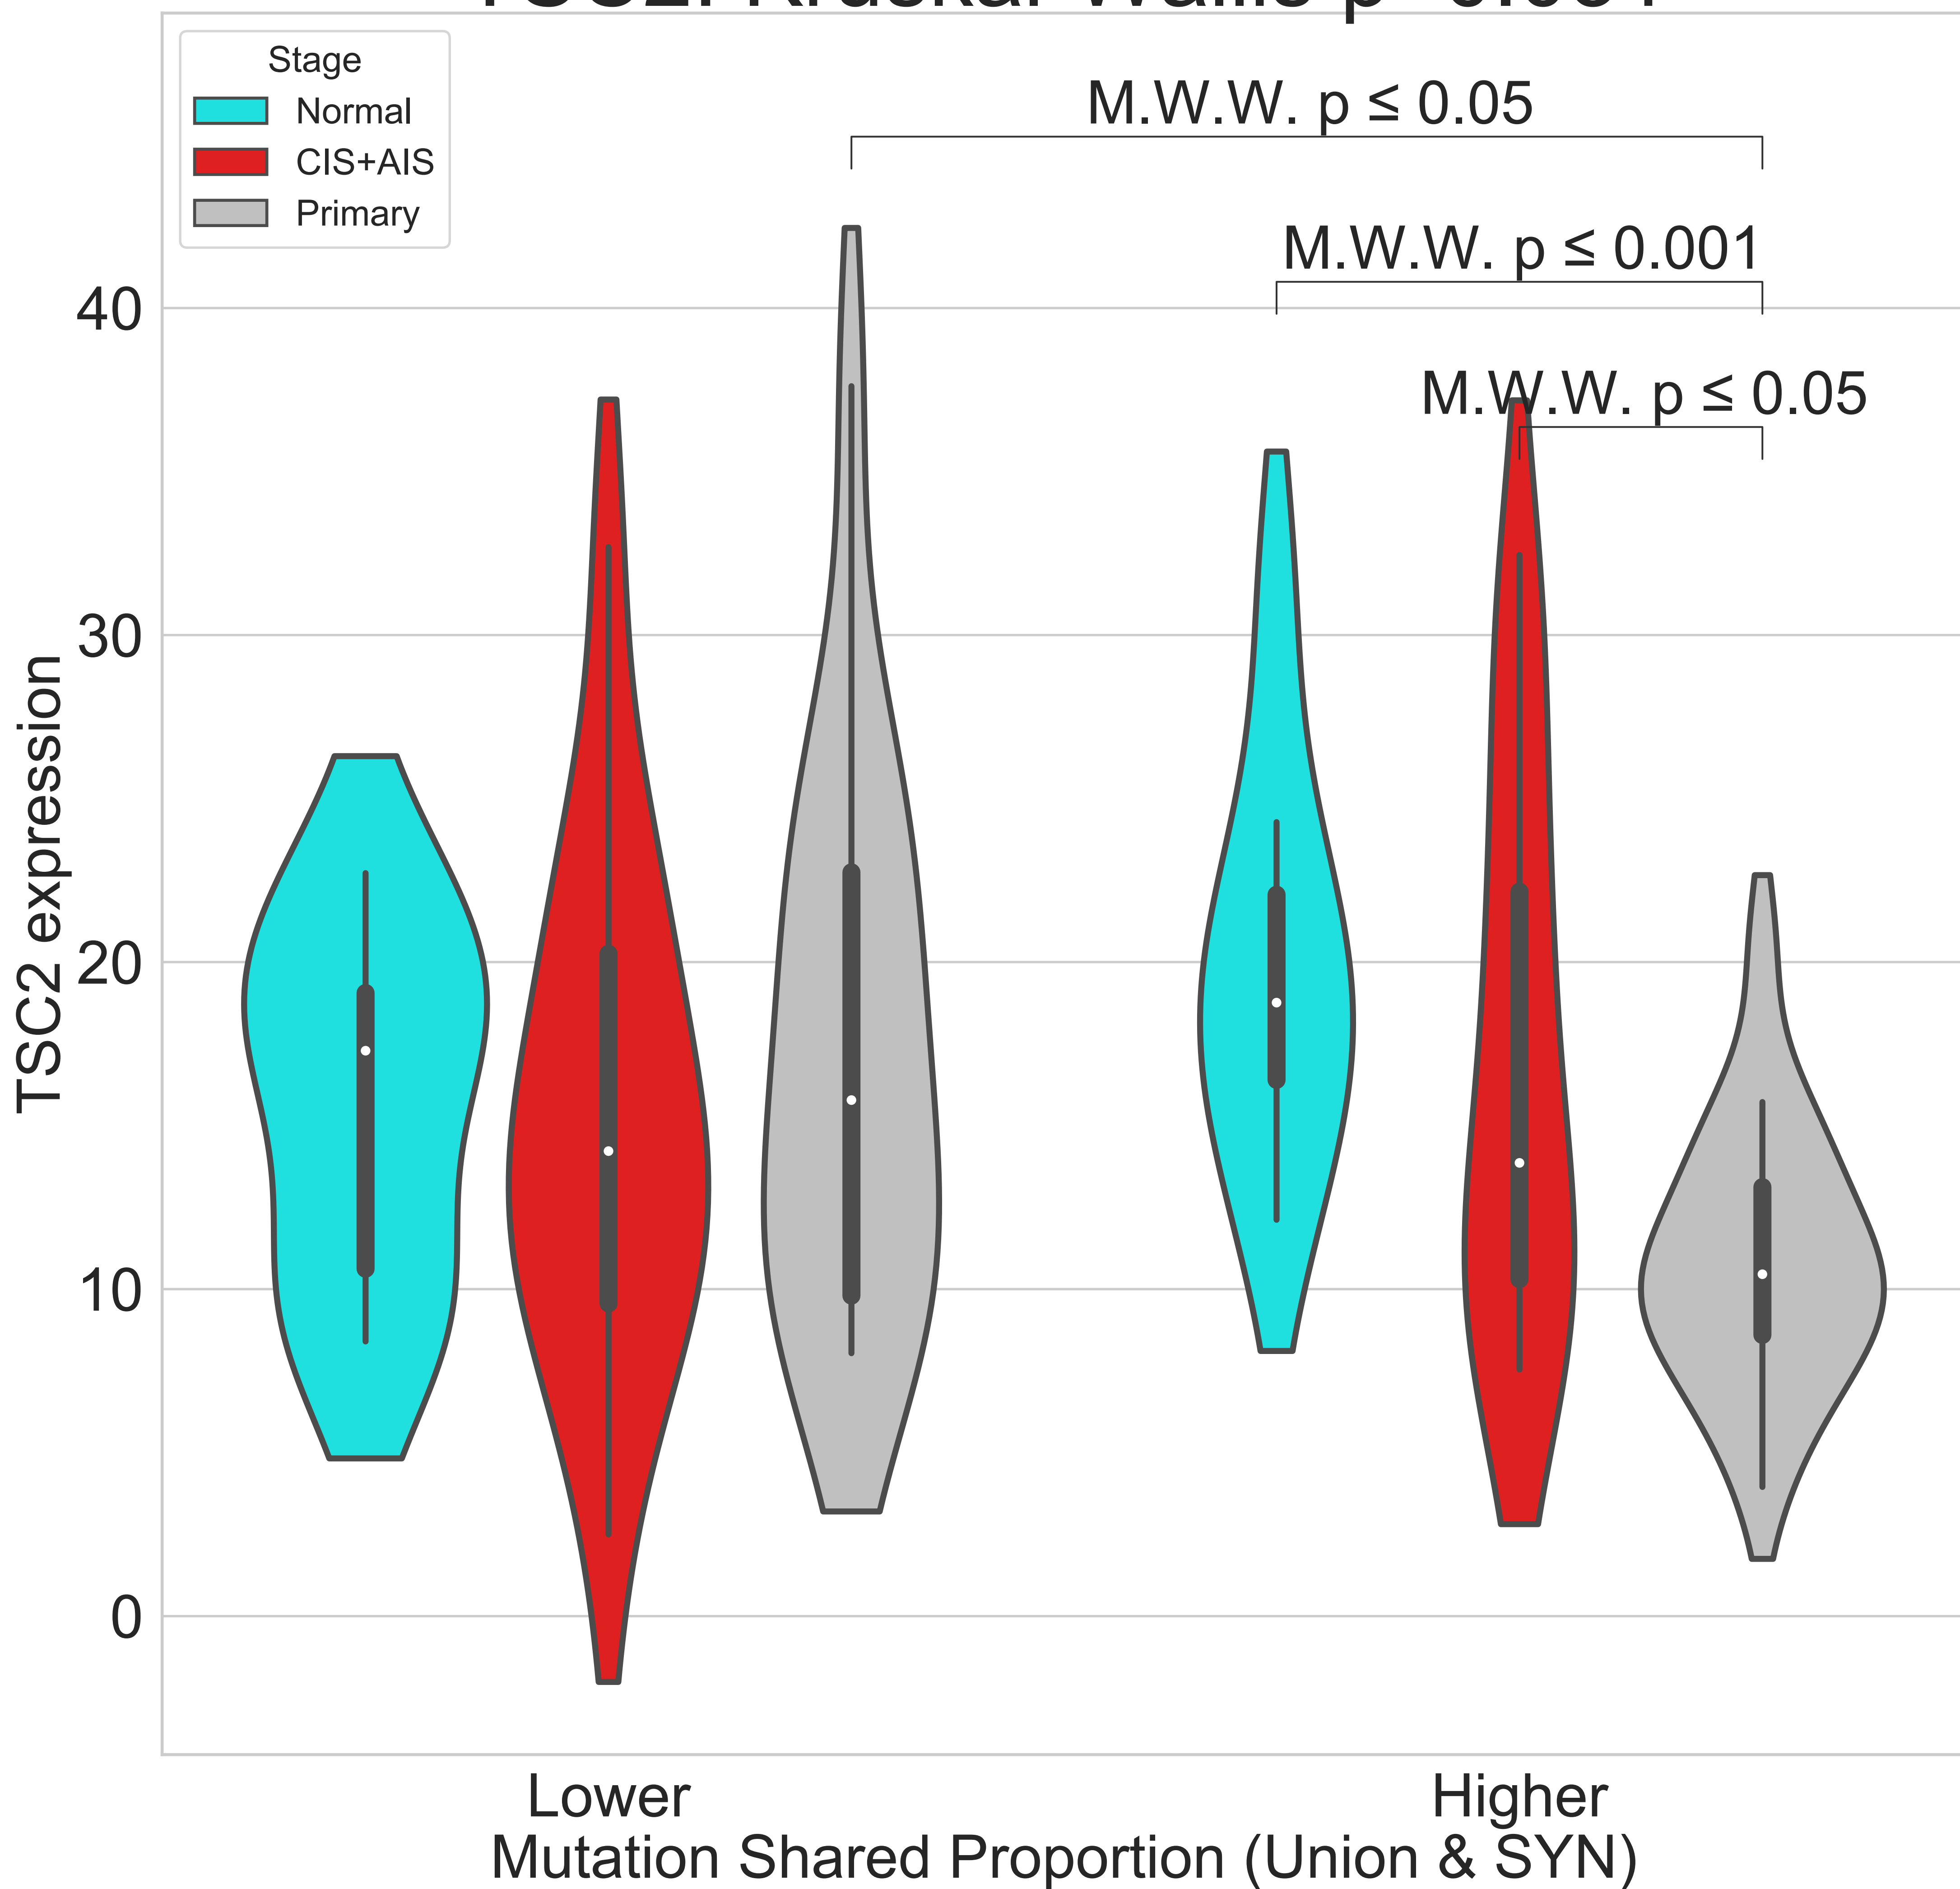 Stage
Normal
CIS+AIS
Primary
M.W.W. p ≤ 0.05
M.W.W. p ≤ 0.001
M.W.W. p ≤ 0.05
40
30
20
10
0
TSC2 expression
Lower
Higher
Mutation Shared Proportion (Union & SYN)